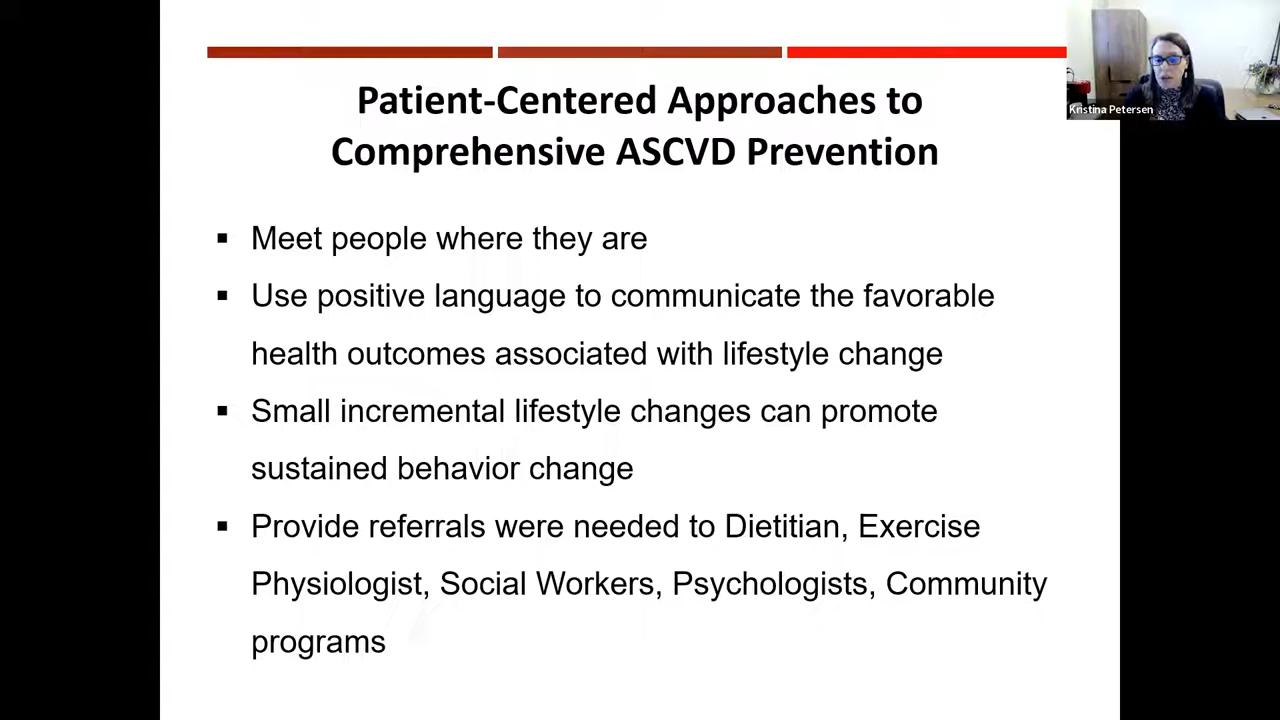 Patient-Centered Approaches to
Comprehensive ASCVD Prevention
Kristina Petersen
▪ Meet people where they are
▪ Use positive language to communicate the favorable
health outcomes associated with lifestyle change
▪ Small incremental lifestyle changes can promote
sustained behavior change
▪ Provide referrals were needed to Dietitian, Exercise
Physiologist, Social Workers, Psychologists, Community
programs